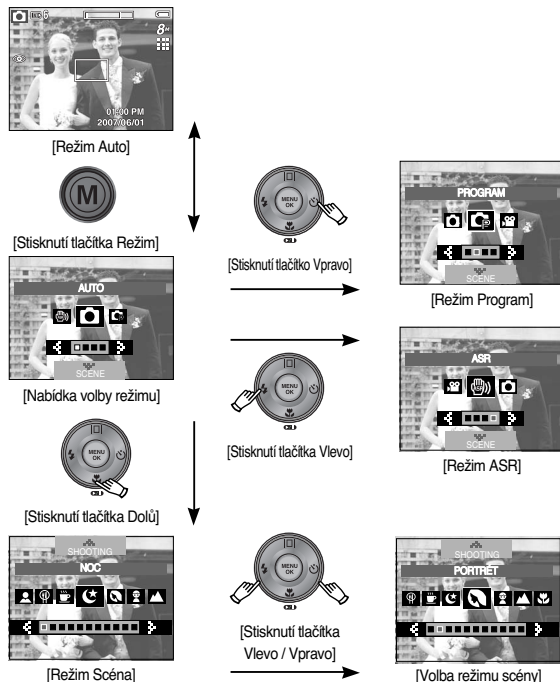 8M
01:00 PM
2007/06/01
[Režim Auto]
M
[Stisknutí tlačítka Režim]
MENU
OK
[Stisknutí tlačítko Vpravo]
PROGRAM
SCENE
[Režim Program]
AUTO
SCENE
[Nabídka volby režimu]
MENU
OK
[Stisknutí tlačítka Vlevo]
ASR
SCENE
[Režim ASR]
MENU
OK
[Stisknutí tlačítka Dolů]
SHOOTING
NOC
[Režim Scéna]
MENU
OK
[Stisknutí tlačítka
Vlevo / Vpravo]
SHOOTING
PORTRÉT
[Volba režimu scény]